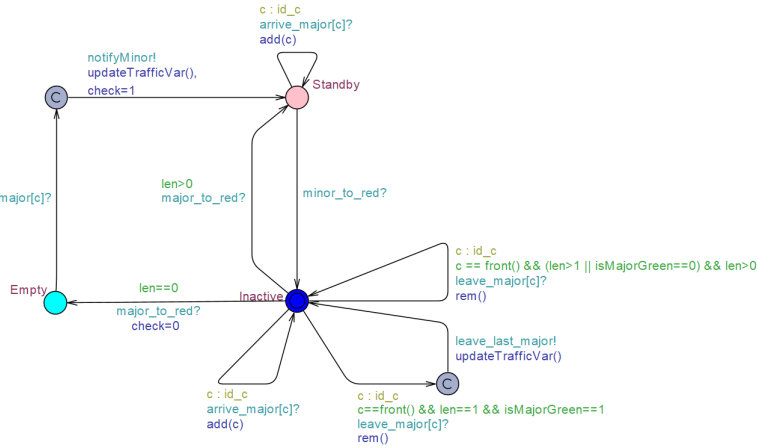 c : id_c
arrive_major[c]?
add(c)
notifyMinor!
updateTrafficVar(),
check=1
C
Standby
len>0
major_to_red?
minor_to_red?
major[c]?
c : id_c
c == front() && (len>1 || isMajorGreen==0) && len>0
leave_major[c]?
rem()
Empty
len==0
Inactive
major_to_red?
check=0
leave_last_major!
updateTrafficVar()
C
c : id_c
arrive_major[c]?
add(c)
c : id_c
c==front() && len==1 && isMajorGreen==1
leave_major[c]?
rem()